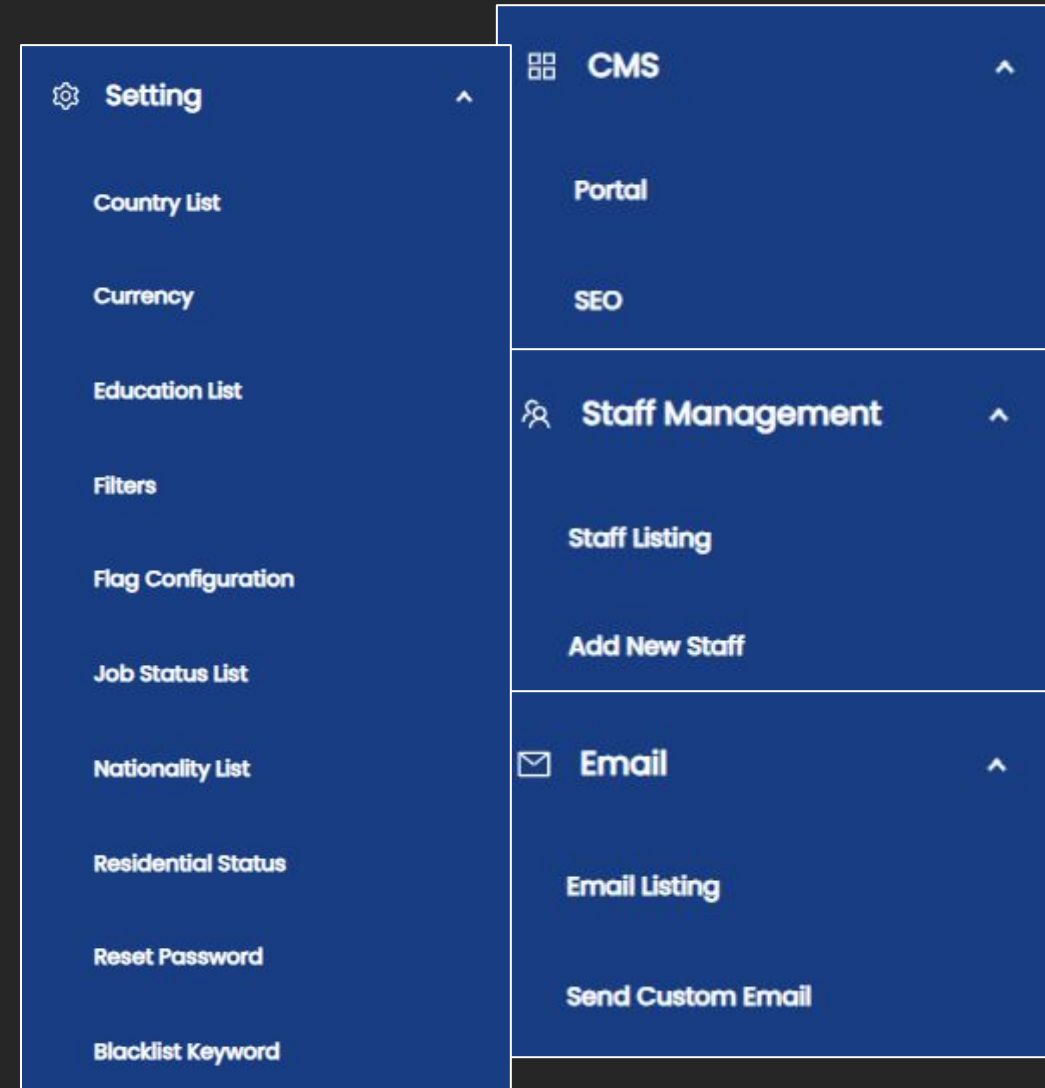 Setting
Country List
Currency
Education List
Filters
Flag Configuration
Job Status List
Nationality List
Residential Status
Reset Password
Blacklist Keyword
CMS
Portal
SEO
Staff Management
Staff Listing
Add New Staff
Email
Email Listing
Send Custom Email